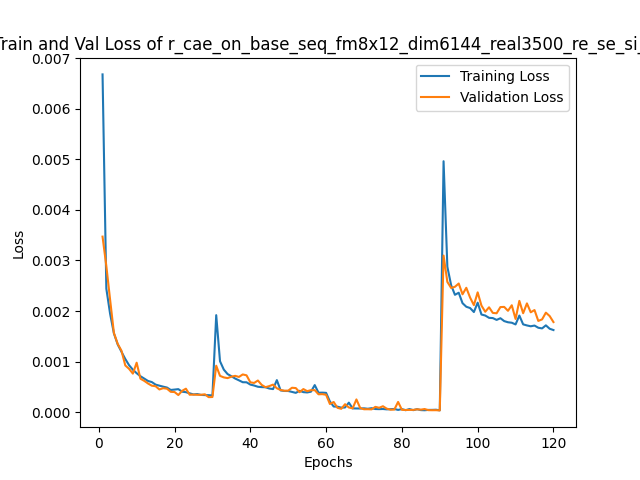 Train and Val Loss of r_cae_on_base_seq_fm8x12_dim6144_real3500_re_se_si_
0.007
0.006
0.005
0.004
0.003
0.002
0.001
0.000
Loss
Training Loss
Validation Loss
0 20 40 60 80 100 120
Epochs